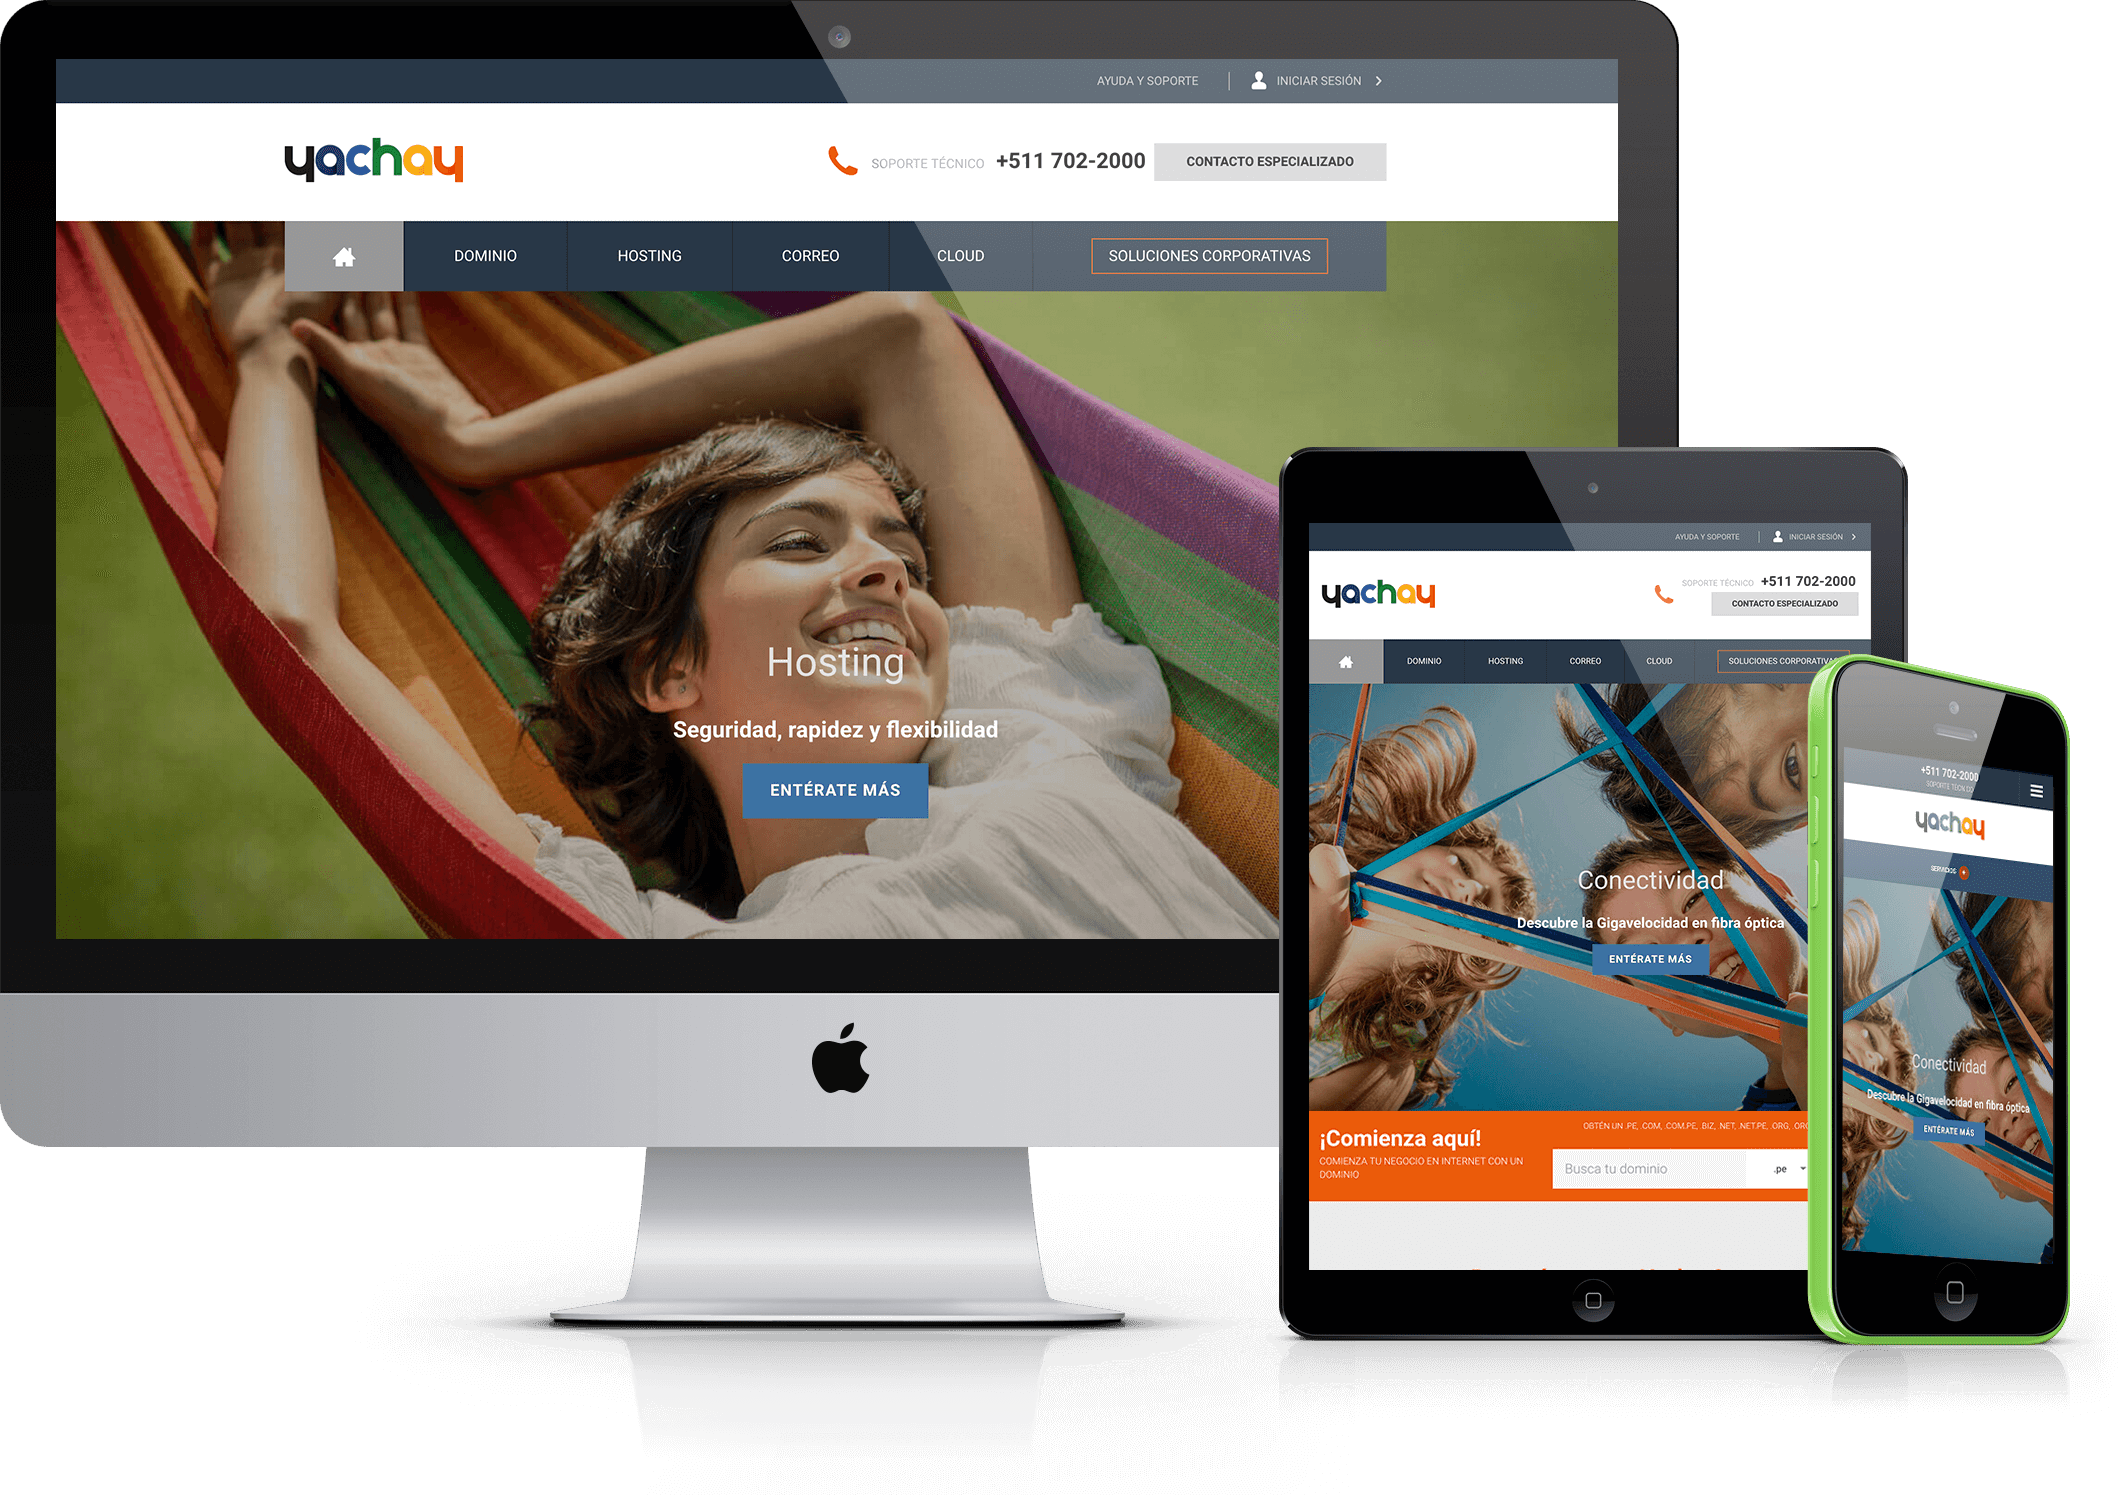 AYUDA Y SOPORTE
INICIAR SESIÓN
yachay
SOPORTE TÉCNICO +511 702-2000
CONTACTO ESPECIALIZADO
DOMINIO
HOSTING
CORREO
CLOUD
SOLUCIONES CORPORATIVAS
Hosting
Seguridad, rapidez y flexibilidad
ENTÉRATE MÁS
AYUDA Y SOPORTE
INICIAR SESIÓN
yachay
SOPORTE TÉCNICO +511 702-2000
CONTACTO ESPECIALIZADO
DOMINIO
HOSTING
CORREO
CLOUD
SOLUCIONES
Conectividad
Descubre la Gigavelocidad en fibra óptica
ENTÉRATE MÁS
¡Comienza aquí!
COMIENZA TU NEGOCIO EN INTERNET CON UN
DOMINIO
OBTÉN UN .PE, .COM, .COM.PE, .BIZ, .NET, .NET.PE, .ORG,
Busca tu dominio
.pe
+511 702-2000
SOPORTE TÉCNICO
yachay
SERVICIOS
Conectividad
Descubre la Gigavelocidad en fibra óptica
ENTÉRATE MÁS